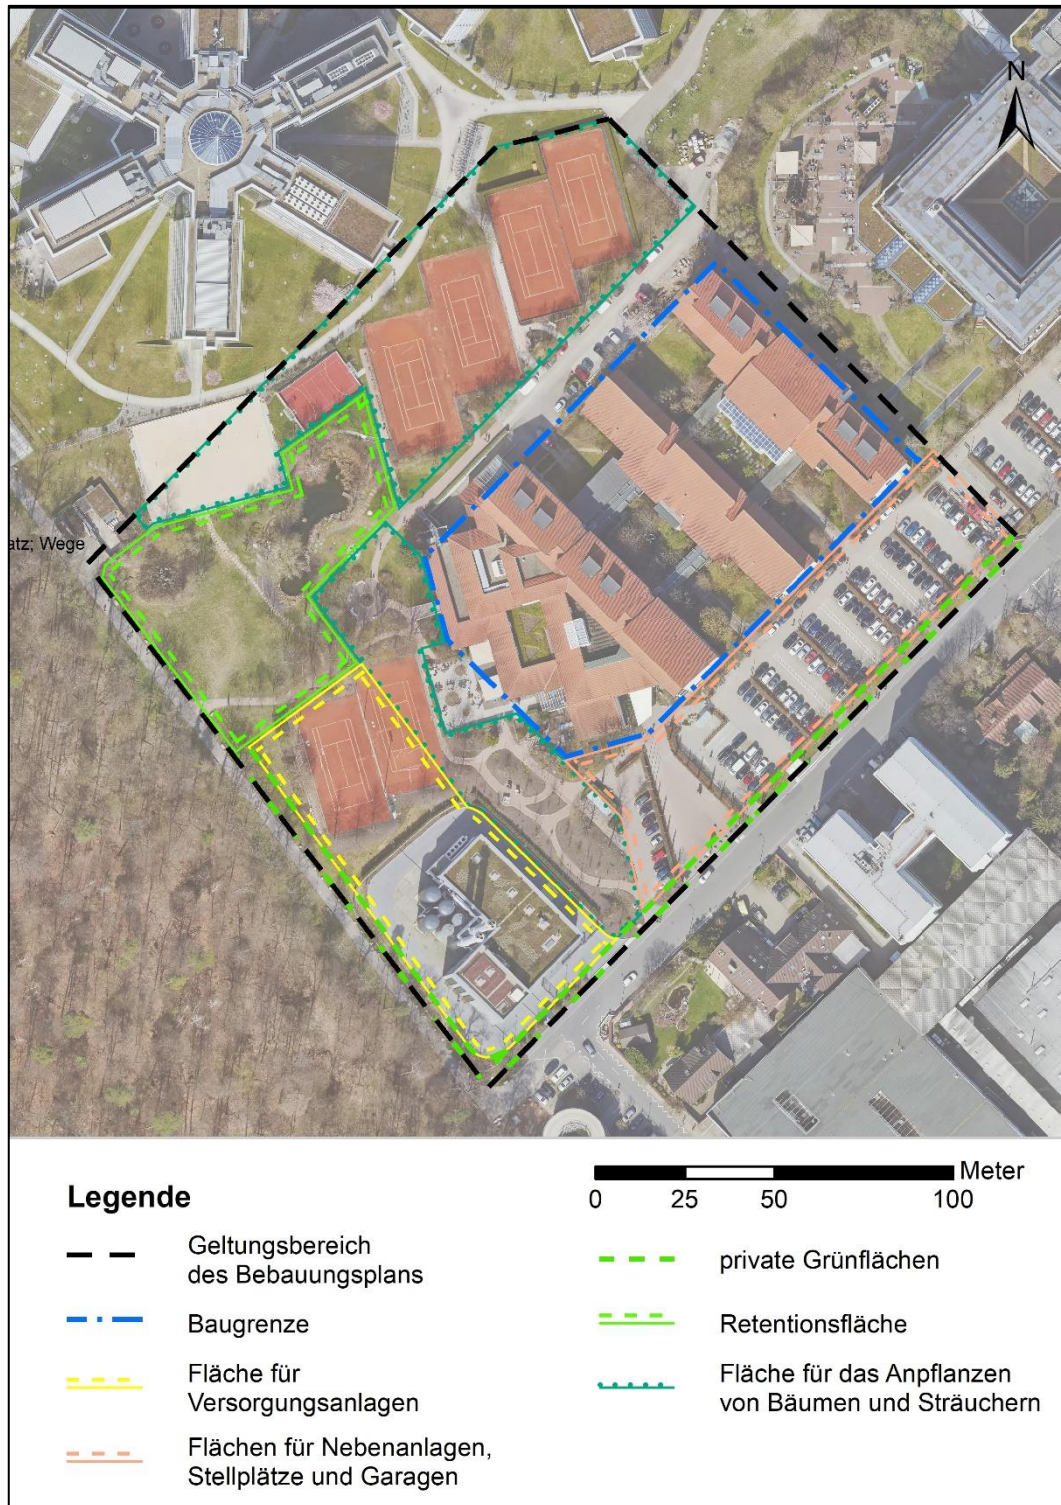 N
atz; Wege
Legende
Meter
0 25 50 100
Geltungsbereich
des Bebauungsplans
Baugrenze
Fläche für
Versorgungsanlagen
Flächen für Nebenanlagen,
Stellplätze und Garagen
private Grünflächen
Retentionsfläche
Fläche für das Anpflanzen
von Bäumen und Sträuchern